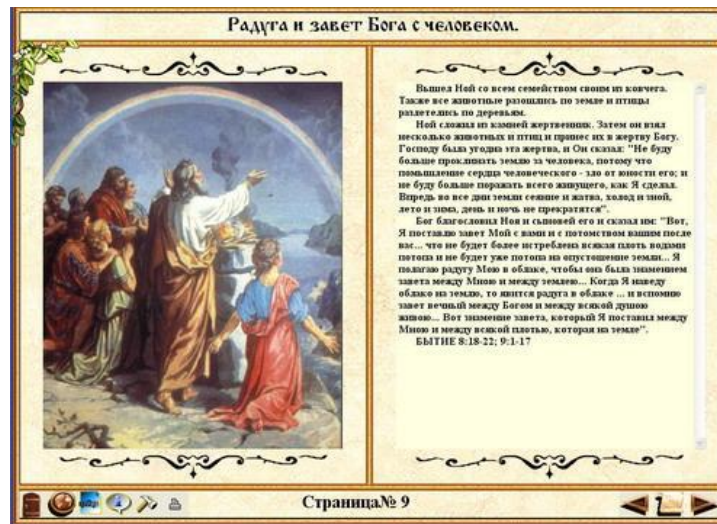 Радуга и завет Бога с человеком.
Вышел Ной со всем семейством своим из ковчега.
Также все животные разошлись по земле и птицы
разлетелись по деревьям.
Ной сложил из камней жертвенник. Затем он взял
несколько животных и птиц и принес их в жертву Богу.
Господу была угодна эта жертва, и Он сказал: "Не буду
больше проклинать землю за человека, потому что
помышление сердца человеческого - зло от юности его; и
не буду больше поражать всего живущего, как Я сделал.
Впредь во все дни земли сеяние и жатва, холод и зной,
лето и зима, день и ночь не прекратятся".
Бог благословил Ноя и сыновей его и сказал им: "Вот,
Я поставлю завет Мой с вами и с потомством вашим после
вас... что не будет более истреблена всякая плоть водами
потопа и не будет уже потопа на опустошение земли... Я
полагаю радугу Мою в облаке, чтобы она была знамением
завета между Мною и между землею... Когда Я наведу
облако на землю, то явится радуга в облаке ... и вспомню
завет вечный между Богом и между всякой душою
живою... Вот знамение завета, который Я поставил между
Мною и между всякой плотью, которая на земле".
БЫТИЕ 8:18-22; 9:1-17
Страница№ 9